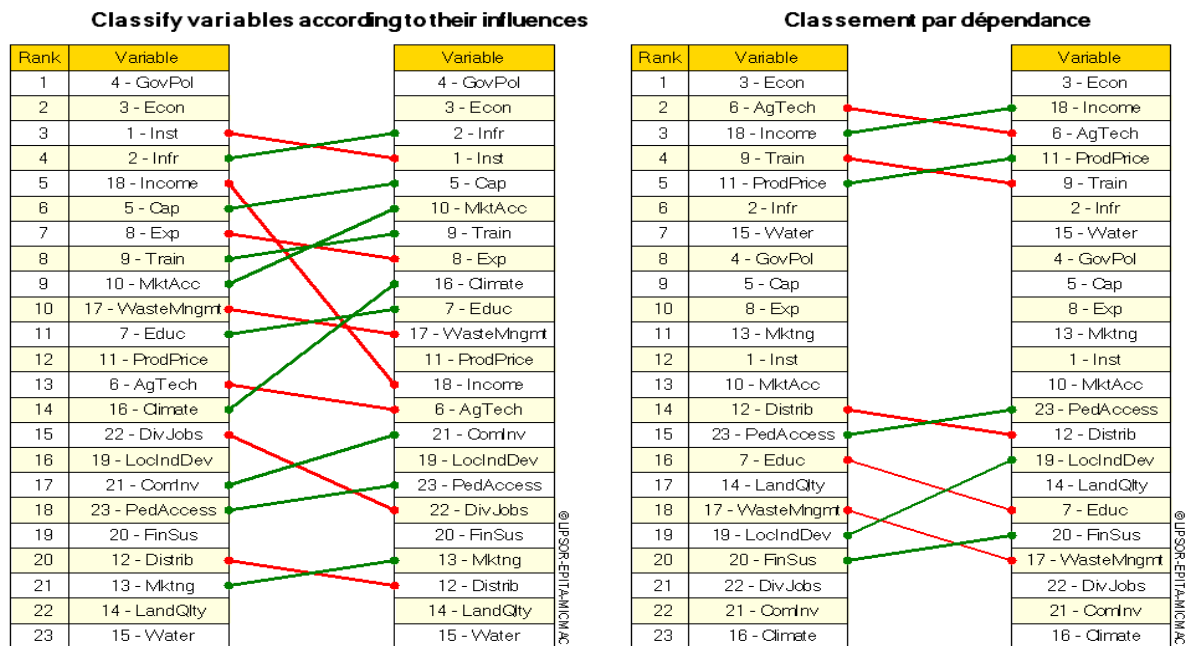 Classify variables according to their influences
Rank Variable Variable
1 4 - GovPol 4 - GovPol
2 3 - Econ 3 - Econ
3 1 - Inst 2 - Infr
4 2 - Infr 1 - Inst
5 18 - Income 5 - Cap
6 5 - Cap 10 - MktAcc
7 8 - Exp 9 - Train
8 9 - Train 8 - Exp
9 10 - MktAcc 16 - Climate
10 17 - WasteMngmt 7 - Educ
11 7 - Educ 17 - WasteMngmt
12 11 - ProdPrice 11 - ProdPrice
13 6 - AgTech 18 - Income
14 16 - Climate 6 - AgTech
15 22 - DivJobs 21 - ComInv
16 19 - LocIndDev 19 - LocIndDev
17 21 - ComInv 23 - PedAccess
18 23 - PedAccess 22 - DivJobs
19 20 - FinSus 20 - FinSus
20 12 - Distrib 13 - Mktng
21 13 - Mktng 12 - Distrib
22 14 - LandQlty 14 - LandQlty
23 15 - Water 15 - Water
© LIPSOR-EPITA-MICMAC
Classement par dépendance
Rank Variable Variable
1 3 - Econ 3 - Econ
2 6 - AgTech 18 - Income
3 18 - Income 6 - AgTech
4 9 - Train 11 - ProdPrice
5 11 - ProdPrice 9 - Train
6 2 - Infr 2 - Infr
7 15 - Water 15 - Water
8 4 - GovPol 4 - GovPol
9 5 - Cap 5 - Cap
10 8 - Exp 8 - Exp
11 13 - Mktng 13 - Mktng
12 1 - Inst 1 - Inst
13 10 - MktAcc 10 - MktAcc
14 12 - Distrib 23 - PedAccess
15 23 - PedAccess 12 - Distrib
16 7 - Educ 19 - LocIndDev
17 14 - LandQlty 14 - LandQlty
18 17 - WasteMngmt 7 - Educ
19 19 - LocIndDev 20 - FinSus
20 20 - FinSus 17 - WasteMngmt
21 22 - DivJobs 22 - DivJobs
22 21 - ComInv 21 - ComInv
23 16 - Climate 16 - Climate
© LIPSOR-EPITA-MICMAC